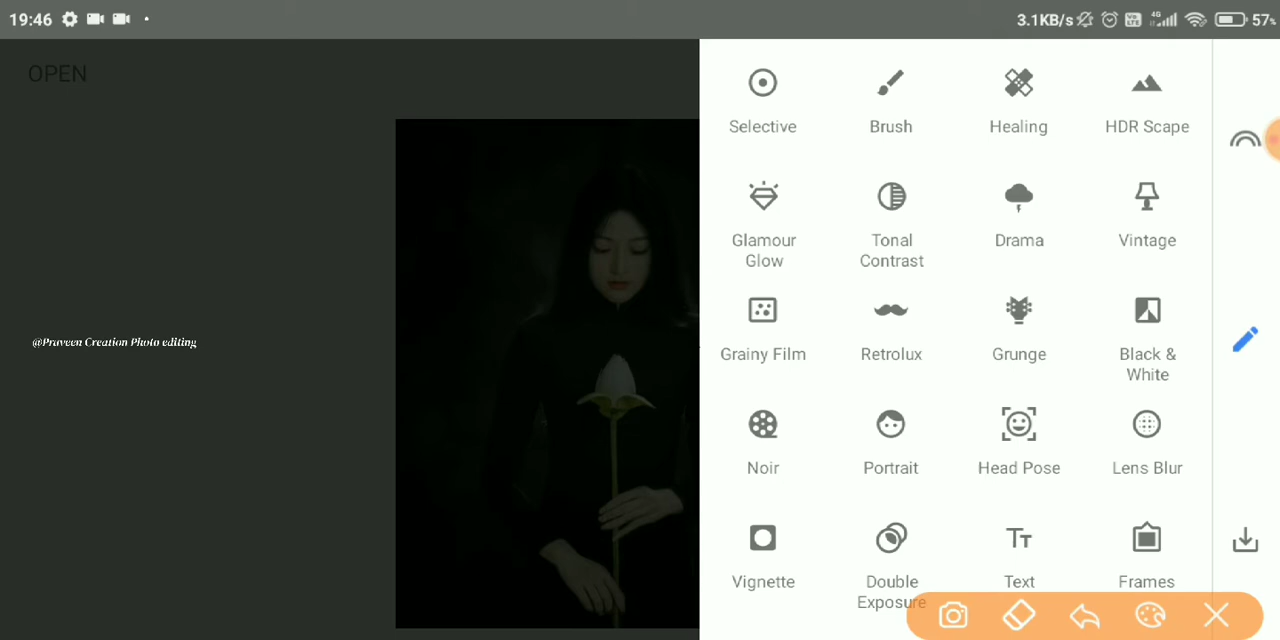 19:46
3.1KB/s 4G 57%
OPEN
Selective Brush Healing HDR Scape
Glamour Glow Tonal Contrast Drama Vintage
Grainy Film Retrolux Grunge Black & White
Noir Portrait Head Pose Lens Blur
Vignette Double Exposure Text Frames
@Praveen Creation Photo editing